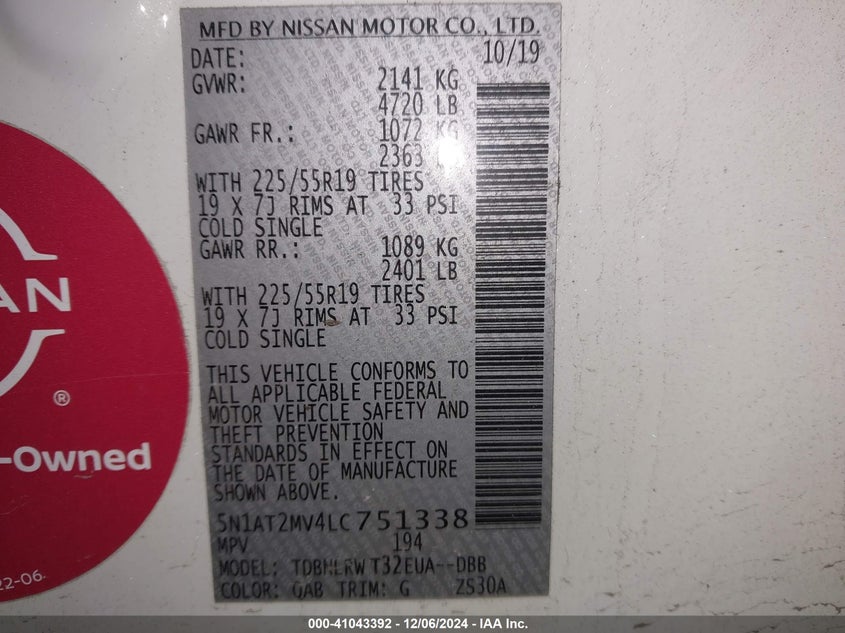 MFD BY NISSAN MOTOR CO., LTD.
DATE: 10/19
GVWR: 2141 KG
4720 LB
GAWR FR.: 1072 KG
2363
WITH 225/55R19 TIRES
19 X 7J RIMS AT 33 PSI
COLD SINGLE
GAWR RR.: 1089 KG
2401 LB
WITH 225/55R19 TIRES
19 X 7J RIMS AT 33 PSI
COLD SINGLE
THIS VEHICLE CONFORMS TO
ALL APPLICABLE FEDERAL
MOTOR VEHICLE SAFETY AND
THEFT PREVENTION
STANDARDS IN EFFECT ON
THE DATE OF MANUFACTURE
SHOWN ABOVE.
5N1AT2MV4LC751338
MPV 194
MODEL: TDBNLRW T32EUA--DBB
COLOR: QAB TRIM: G ZS30A
AN
®
-Owned
22-06
000-41043392 - 12/06/2024 - IAA Inc.